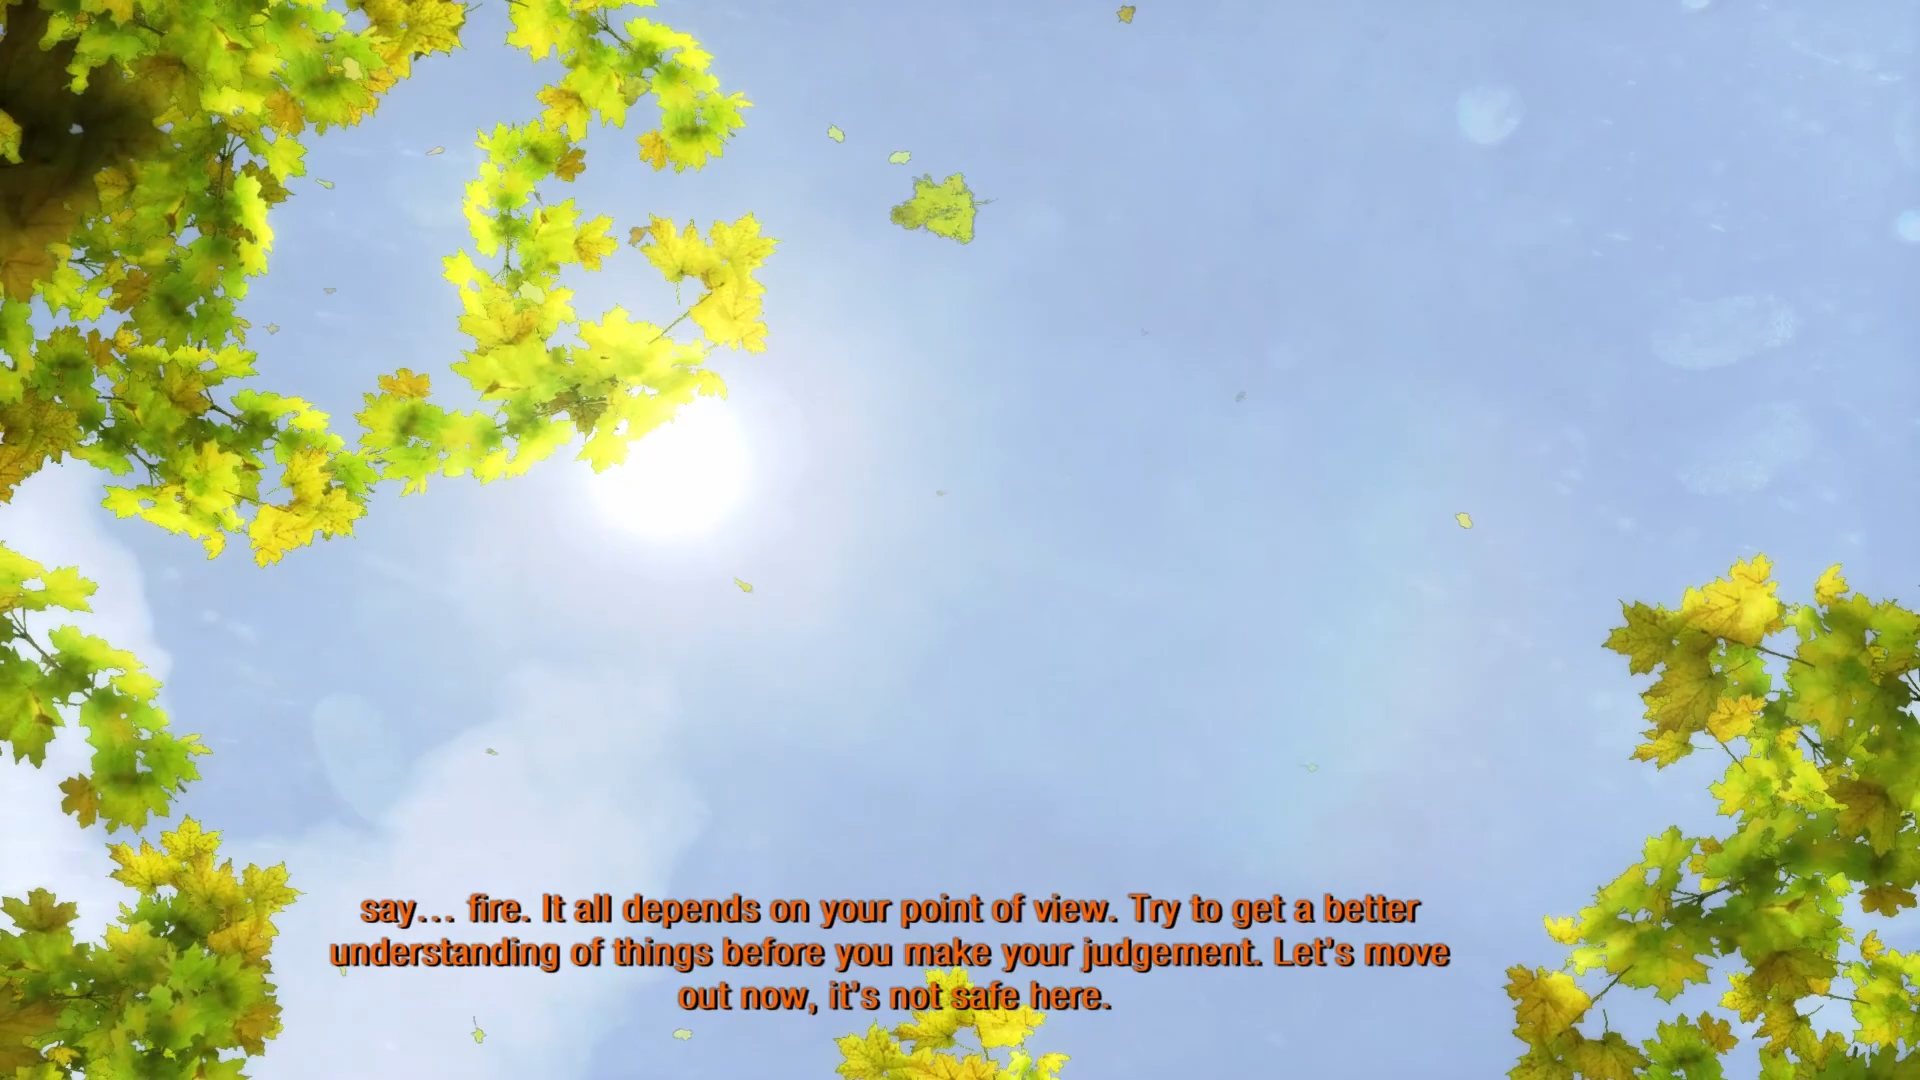 say... fire. It all depends on your point of view. Try to get a better
understanding of things before you make your judgement. Let's move
out now, it's not safe here.